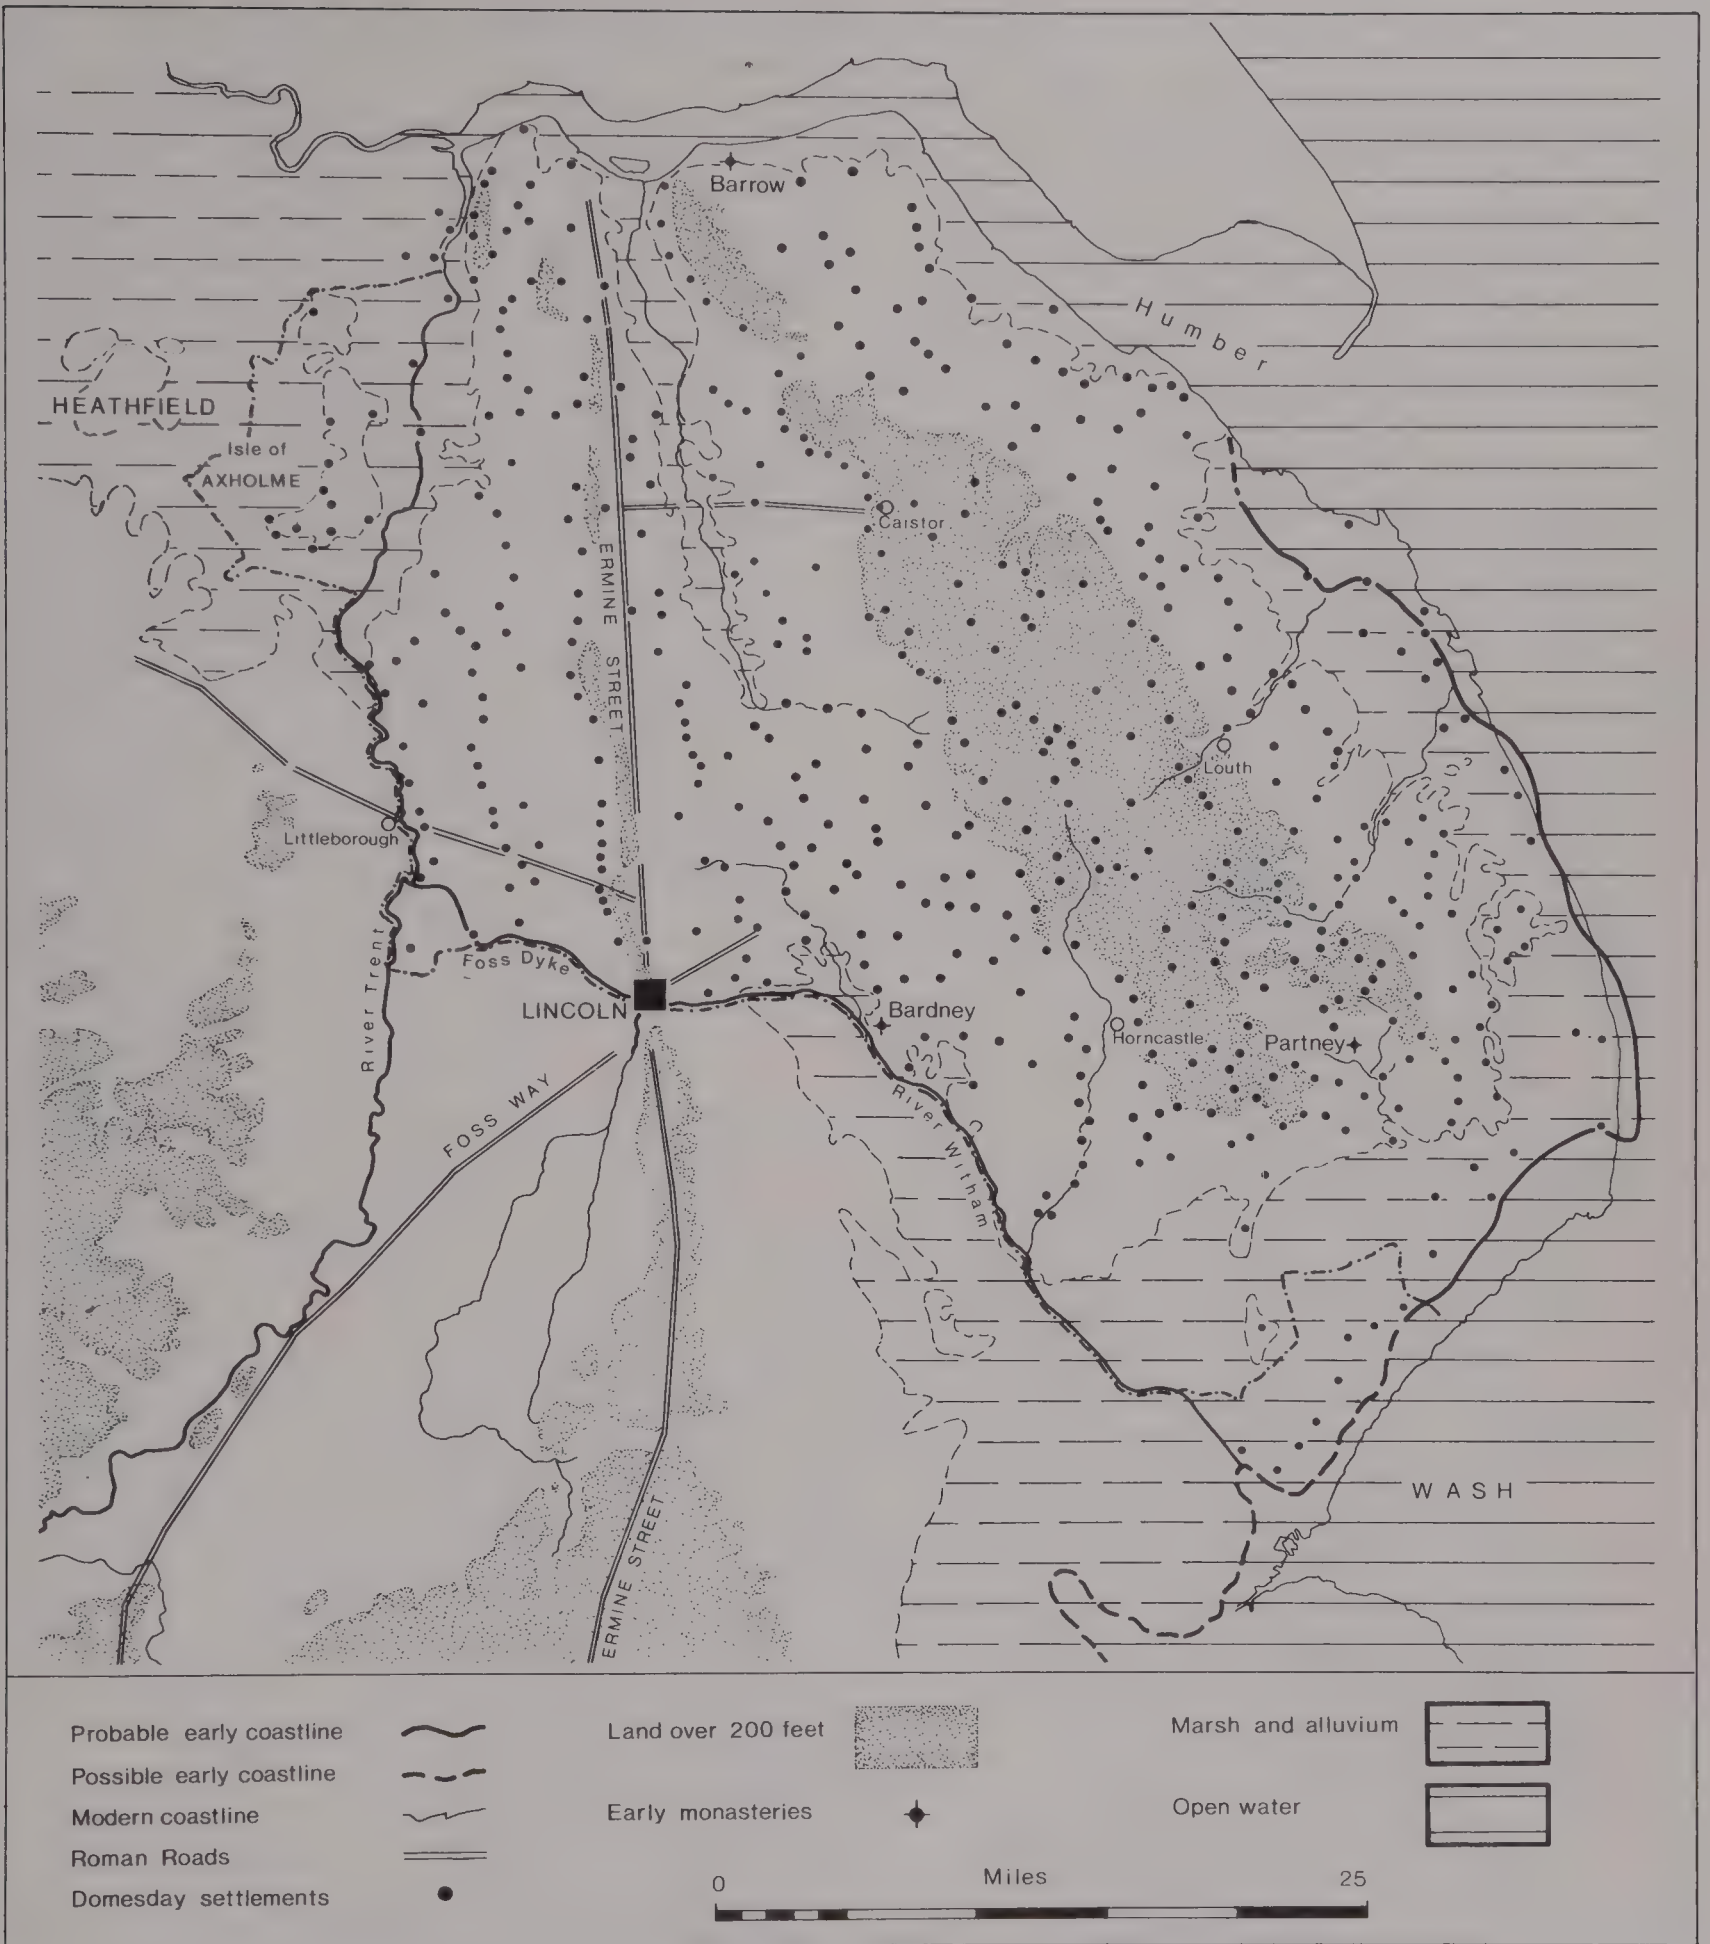 Barrow
Humber
HEATHFIELD
Isle of
AXHOLME
Caistor
ERMINE STREET
Louth
Littleborough
River Trent
Foss Dyke
LINCOLN
Bardney
Horncastle
Partney
FOSS WAY
River Witham
WASH
ERMINE STREET
Probable early coastline
Possible early coastline
Modern coastline
Roman Roads
Domesday settlements
Land over 200 feet
Early monasteries
Marsh and alluvium
Open water
Miles
0 25